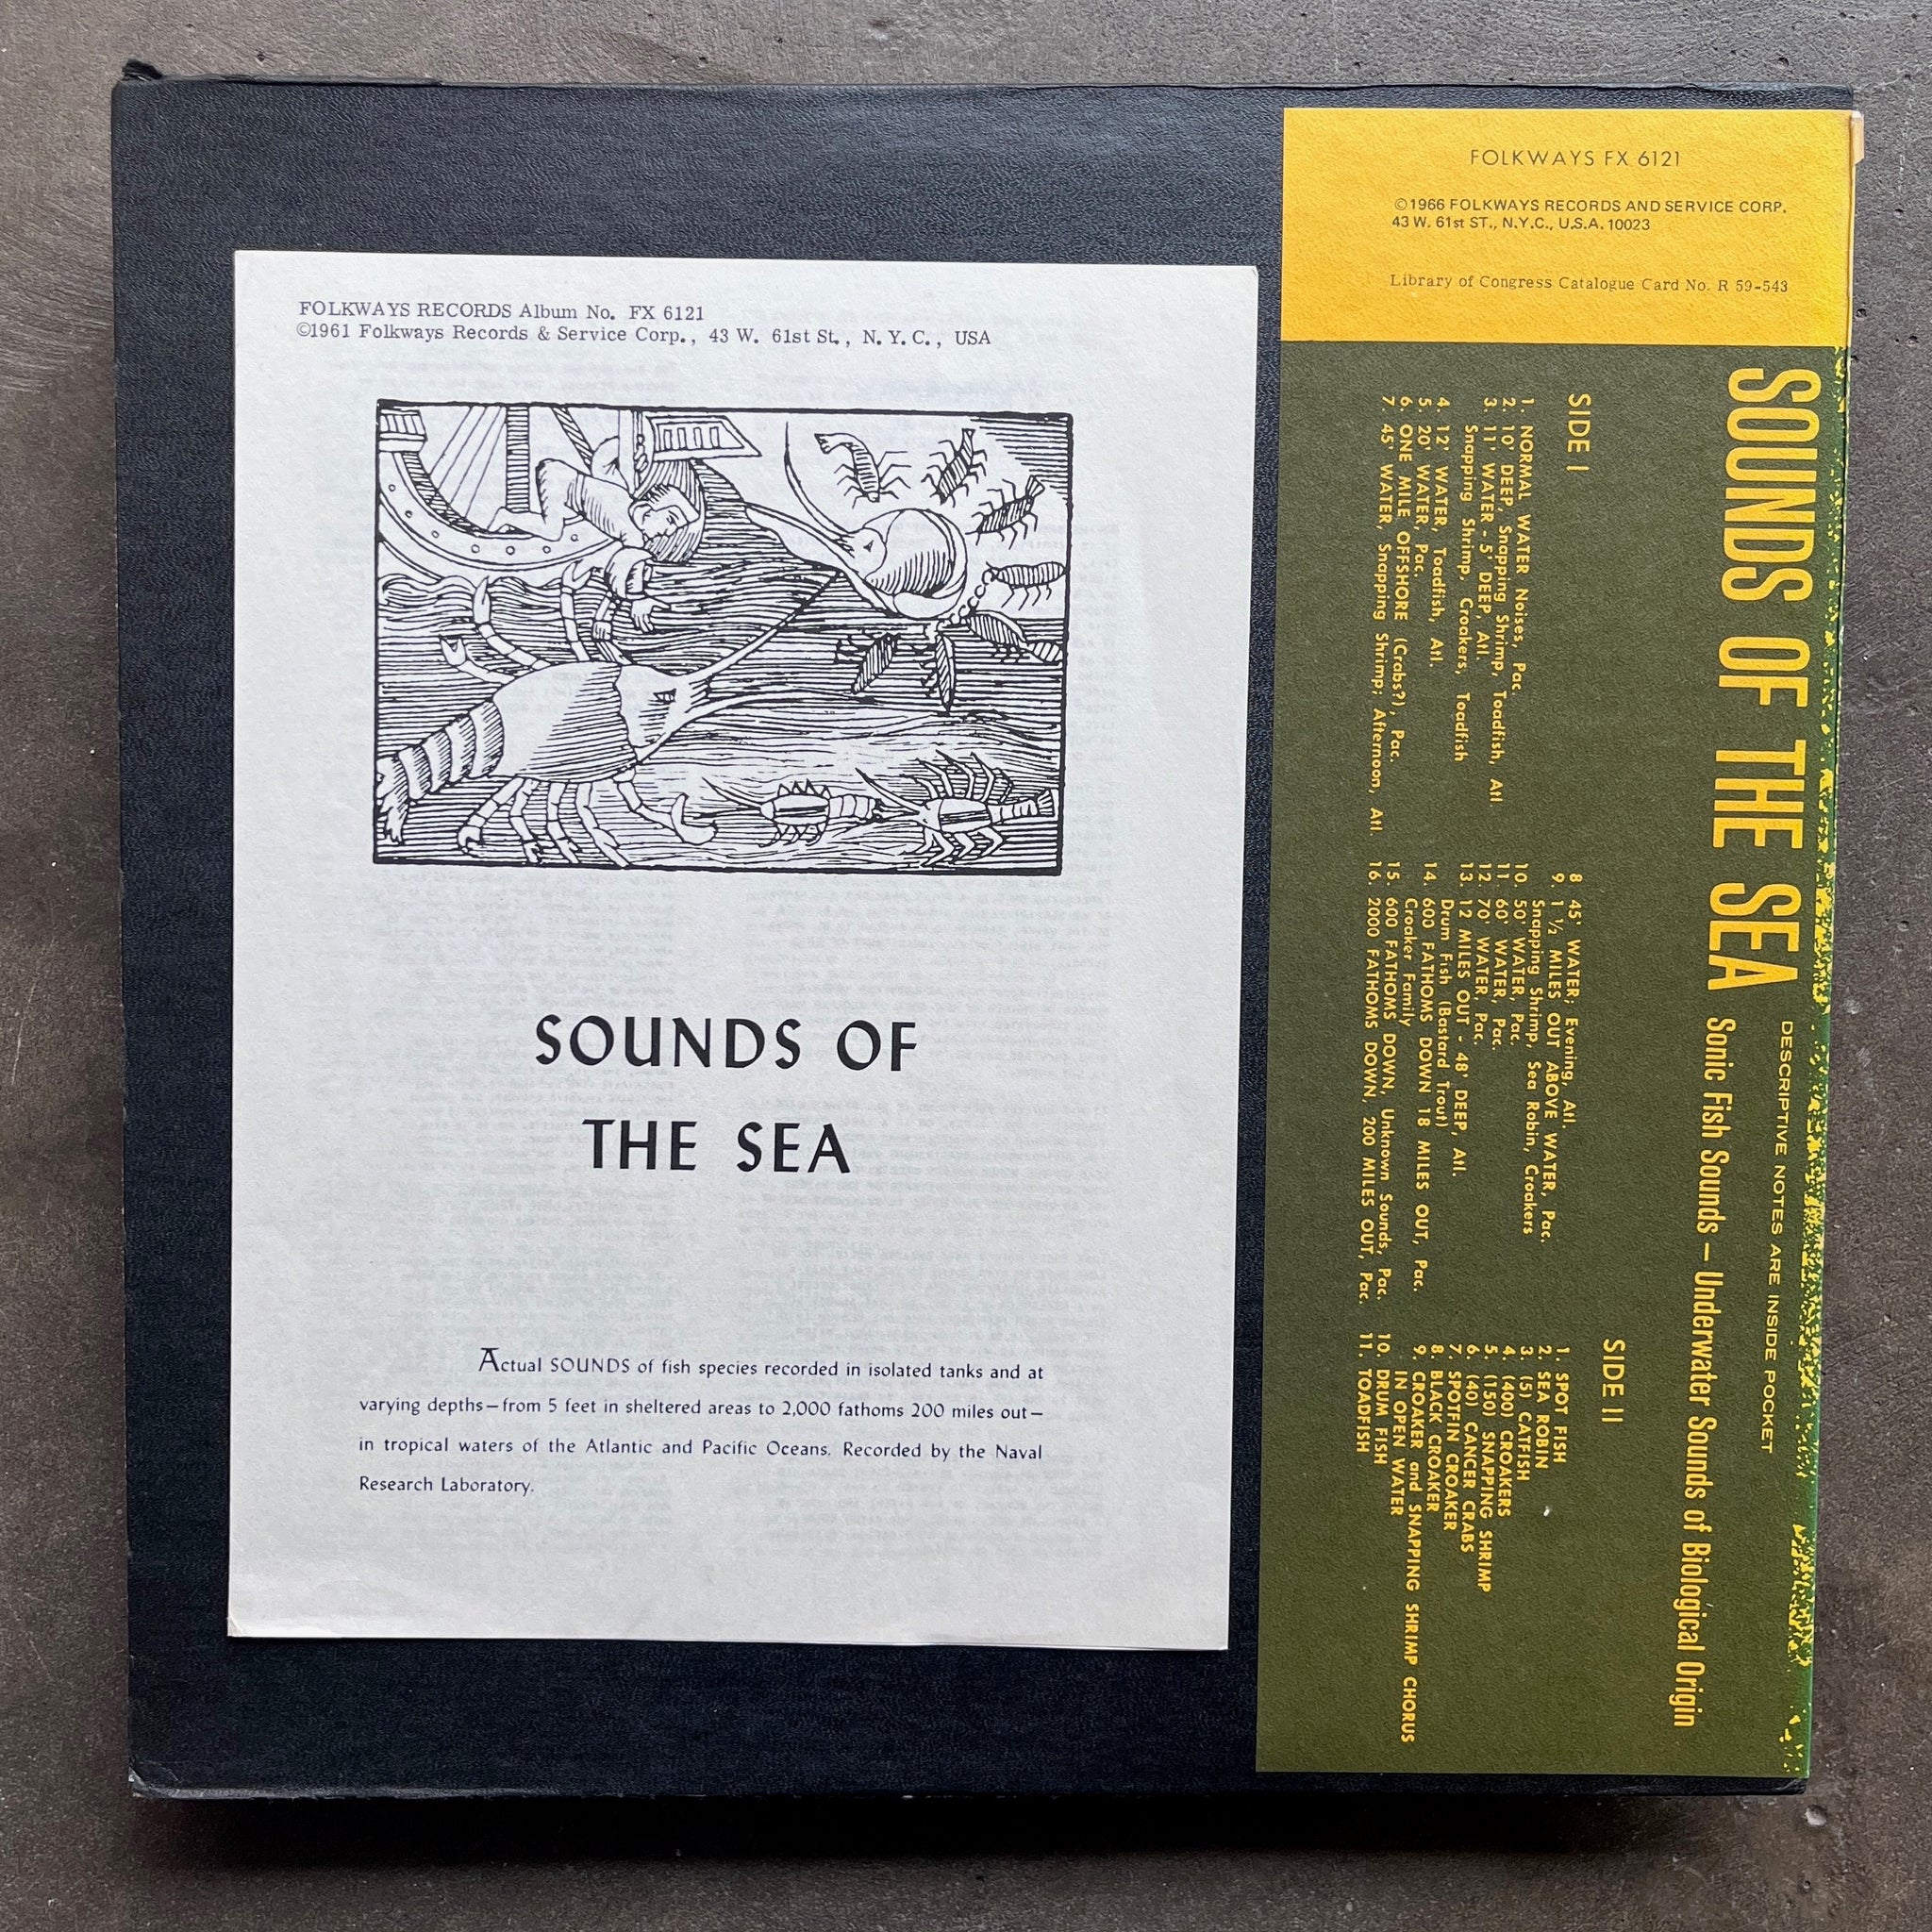 FOLKWAYS RECORDS Album No. FX 6121
©1961 Folkways Records & Service Corp., 43 W. 61st St., N. Y. C., USA
SOUNDS OF
THE SEA
Actual SOUNDS of fish species recorded in isolated tanks and at
varying depths—from 5 feet in sheltered areas to 2,000 fathoms 200 miles out—
in tropical waters of the Atlantic and Pacific Oceans. Recorded by the Naval
Research Laboratory.
FOLKWAYS FX 6121
©1966 FOLKWAYS RECORDS AND SERVICE CORP.
43 W. 61st ST., N.Y.C., U.S.A. 10023
Library of Congress Catalogue Card No. R 59-543
DESCRIPTIVE NOTES ARE INSIDE POCKET
SOUNDS OF THE SEA Sonic Fish Sounds – Underwater Sounds of Biological Origin
SIDE I
1. NORMAL WATER Noises, Pac.
2. 10' DEEP, Snapping Shrimp, Toadfish, Atl
3. 11' WATER - 5' DEEP, Atl.
Snapping Shrimp, Croakers, Toadfish
4. 12' WATER, Toadfish, Atl.
5. 20' WATER, Pac.
6. ONE MILE OFFSHORE (Crabs?), Pac.
7. 45' WATER, Snapping Shrimp; Afternoon, Atl.
8 45' WATER; Evening, Atl.
9. 1 ½ MILES OUT ABOVE WATER, Pac.
Snapping Shrimp, Sea Robin, Croakers
10. 50' WATER, Pac.
11. 60' WATER, Pac.
12. 70' WATER, Pac.
13. 12 MILES OUT - 48' DEEP, Atl.
Drum Fish (Bastard Trout)
14. 600 FATHOMS DOWN 18 MILES OUT, Pac.
Croaker Family
15. 600 FATHOMS DOWN, Unknown Sounds, Pac.
16. 2000 FATHOMS DOWN, 200 MILES OUT, Pac.
SIDE II
1. SPOT FISH
2. SEA ROBIN
3. (5) CATFISH
4. (400) CROAKERS
5. (150) SNAPPING SHRIMP
6. (40) CANCER CRABS
7. SPOTFIN CROAKER
8. BLACK CROAKER
9. CROAKER and SNAPPING SHRIMP CHORUS
IN OPEN WATER
10. DRUM FISH
11. TOADFISH